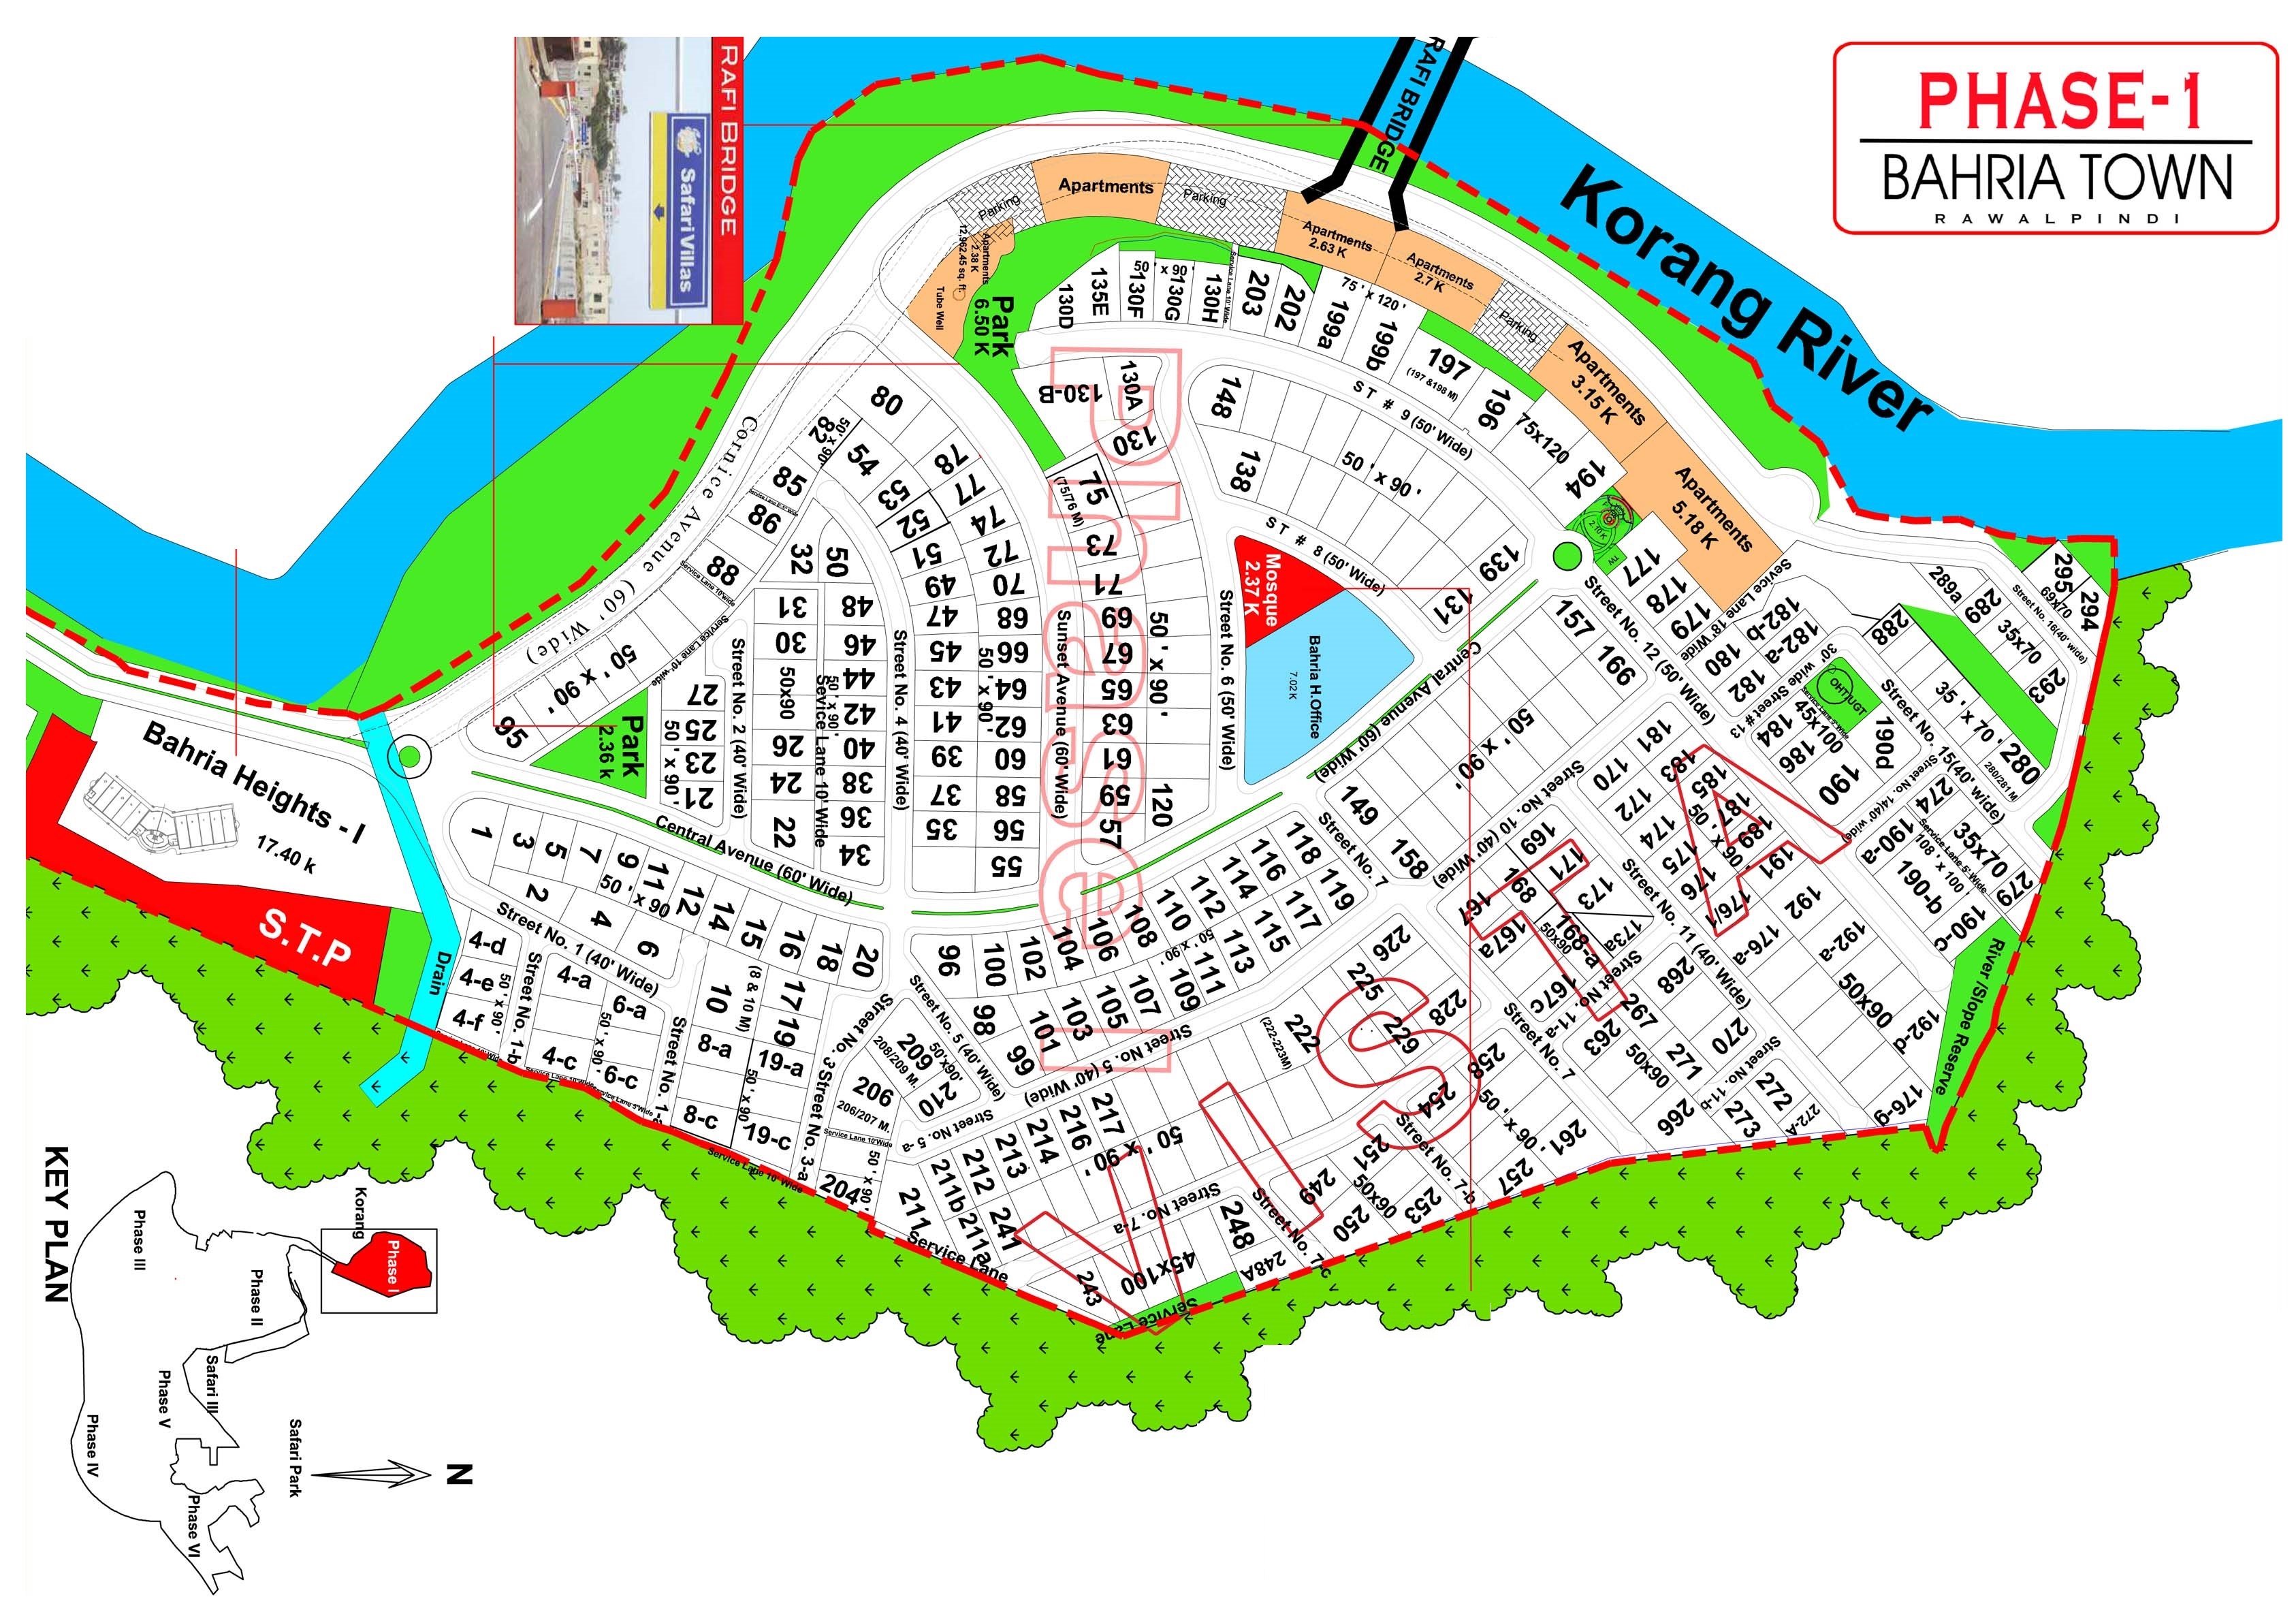 PHASE-1
BAHRIA TOWN
RAWALPINDI
RAFI BRIDGE
Safari Villas
RAFI BRIDGE
Korang River
Parking
Apartments
Parking
Apartments
2.63 K
Apartments
2.7 K
Parking
Apartments
3.15 K
Apartments
5.18 K
Apartments
2.38 K
12,962.45 sq. ft.
Tube Well
Park
6.50 K
130D
135E
130F
130G
130H
50 ' x 90 '
Service Lane 10' Wide
203
202
199a
199b
75 ' x 120 '
197
(197 &198 M)
196
75x120
194
ST # 9 (50' Wide)
148
138
50 ' x 90 '
139
131
ST # 8 (50' Wide)
130-B
130A
130
75
(75/76 M)
73
71
69
67
65
63
61
59
57
50 ' x 90 '
120
Phase I
Sunset Avenue (60' Wide)
Street No. 6 (50' Wide)
Mosque
2.37 K
Bahria H.Office
7.02 K
Central Avenue (60' Wide)
Cornice Avenue (60' Wide)
80
82
50' x 90'
85
86
88
Service Lane 10'wide
Service Lane 10' wide
50 ' x 90 '
95
54
53
52
51
49
47
45
43
41
39
37
35
78
77
74
72
70
68
66
64
62
60
58
56
55
50 ' x 90 '
Street No. 4 (40' Wide)
32
31
30
50x90
26
24
22
50
48
46
44
42
40
38
36
34
50 ' x 90 '
Service Lane 10' Wide
Street No. 2 (40' Wide)
27
25
23
21
50 ' x 90 '
Park
2.36 k
Central Avenue (60' Wide)
Bahria Heights - I
17.40 k
S.T.P
Drain
1
3
5
7
9
11
12
14
15
16
18
20
50 ' x 90
2
4
6
10
(8 & 10 M)
17
19
Street No. 1 (40' Wide)
4-d
4-e
4-f
50 ' x 90 '
Street No. 1-b
4-a
4-c
6-a
6-c
50 ' x 90 '
Service Lane 10'Wide
Service Lane 5'Wide
Street No. 1-a
8-a
8-c
19-a
19-c
50 ' x 90 '
Service Lane 10' Wide
Street No. 3
Street No. 3-a
209
208/209 M.
210
50'x90'
206
206/207 M.
Service Lane 10'Wide
204
50 ' x 90 '
Street No. 5 (40' Wide)
Street No. 5 (40' Wide)
Street No. 5 -a
96
100
102
104
106
108
110
112
114
116
118
98
99
101
103
105
107
109
111
113
115
117
119
50 ' x 90 '
211
211b
211a
212
213
214
216
217
241
243
50 ' x 90 '
45x100
Service Lane
Service Lane
Street No. 7-a
222
(222-223M)
225
226
228
229
248
248A
249
250
251
253
254
50x90
Street No. 7-c
Street No. 7-b
257
258
261
50 ' x 90
149
158
157
166
50 ' x 90 '
Street No. 7
Street No. 7
Street No. 10 (40' Wide)
Street No. 12 (50' Wide)
167
167a
167c
168
168-a
50x90
169
171
173
173a
Street No. 11-a
263
266
267
268
270
271
50x90
Street No. 11 (40' Wide)
Street No. 11-b
272
272-A
273
170
172
174
175
176
176/1
181
183
185
187
189
191
50 ' x 90 '
192
192-a
192-d
176-a
176-g
50x90
177
178
179
180
182
182-a
182-b
Sevice Lane 18' Wide
30' wide Street # 13
2.10 K
TW
184
186
190
190d
45x100
OHT/UGT
Street No. 14(40' wide)
Street No. 15(40' wide)
190-a
190-b
190-c
108 ' x 100 '
Service Lane 5' Wide
274
279
35x70
280
280/281 M
35 ' x 70 '
288
289
289a
35x70
293
Street No. 16(40' wide)
295
69x70
294
River/Slope Reserve
VISTA
KEY PLAN
Korang
Phase I
Phase II
Phase III
Phase IV
Phase V
Phase VI
Safari III
Safari Park
N